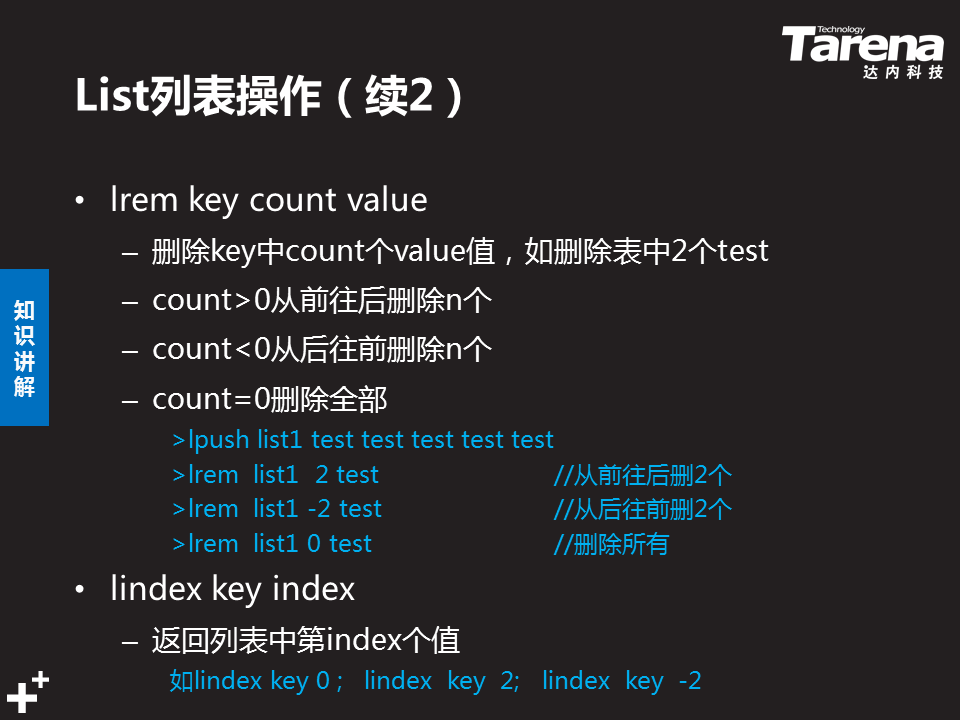 Technology
Tarena
达内科技
List列表操作（续2）
• lrem key count value
– 删除key中count个value值，如删除表中2个test
– count>0从前往后删除n个
– count<0从后往前删除n个
– count=0删除全部
>lpush list1 test test test test test
>lrem list1 2 test //从前往后删2个
>lrem list1 -2 test //从后往前删2个
>lrem list1 0 test //删除所有
• lindex key index
– 返回列表中第index个值
如lindex key 0 ; lindex key 2; lindex key -2
知识讲解